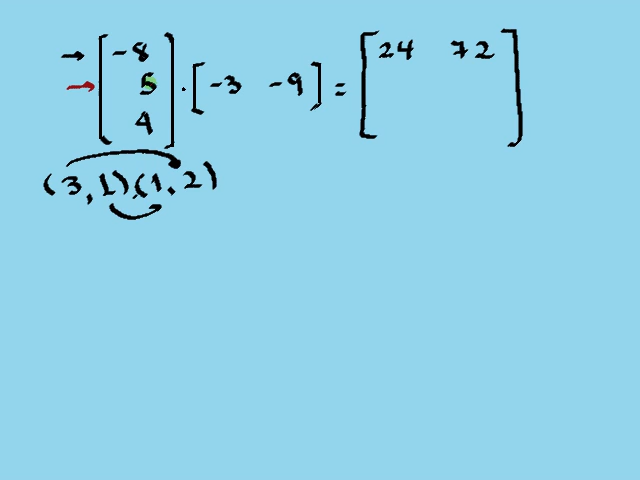 → [-8 5 4] · [-3 -9] = [24 72]
→
(3,1)(1,2)